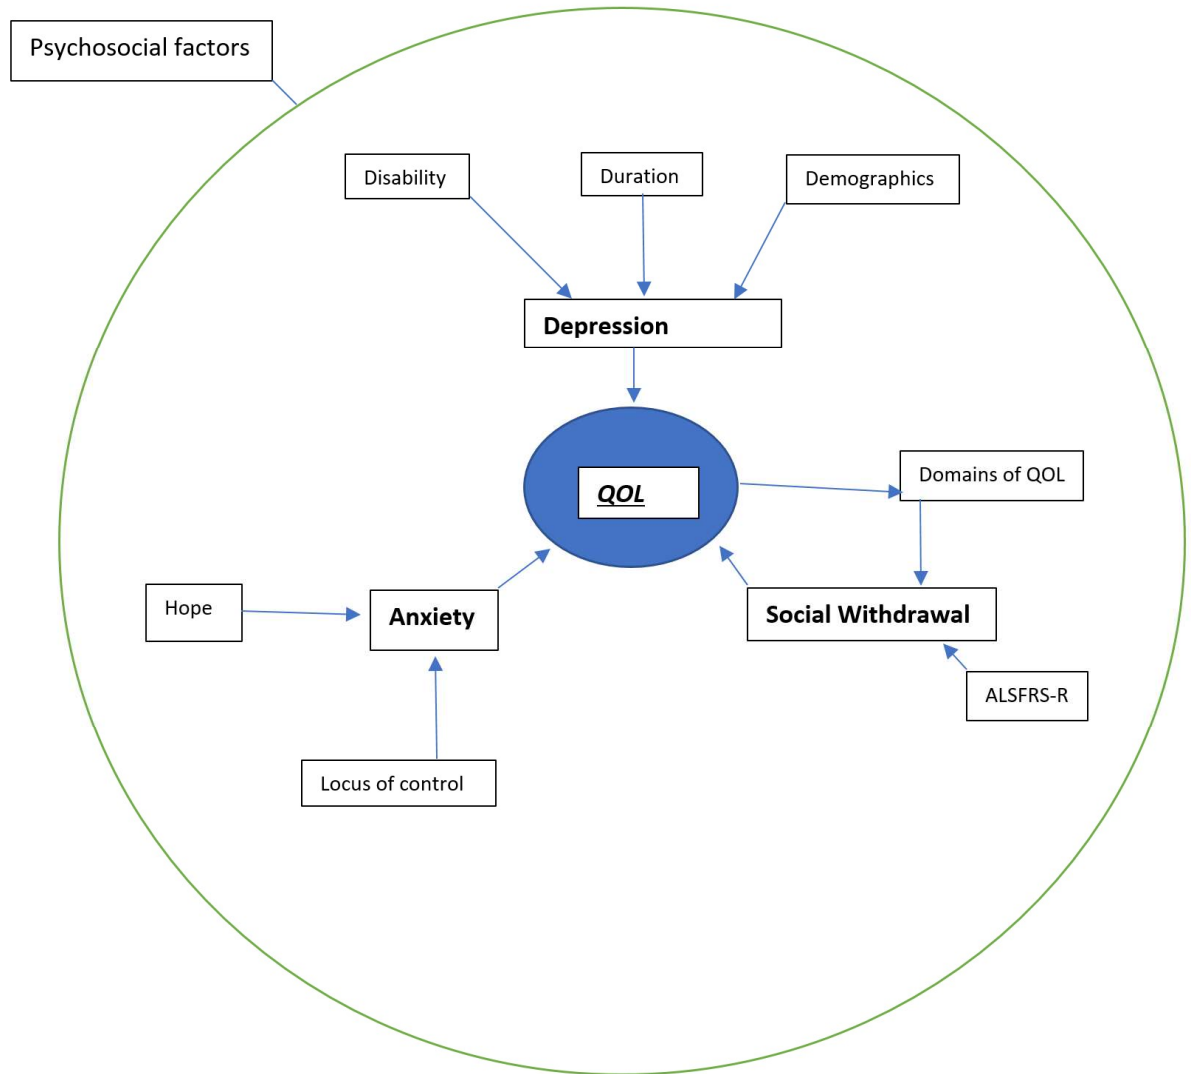 Psychosocial factors
Disability
Duration
Demographics
Depression
QOL
Domains of QOL
Hope
Anxiety
Social Withdrawal
ALSFRS-R
Locus of control